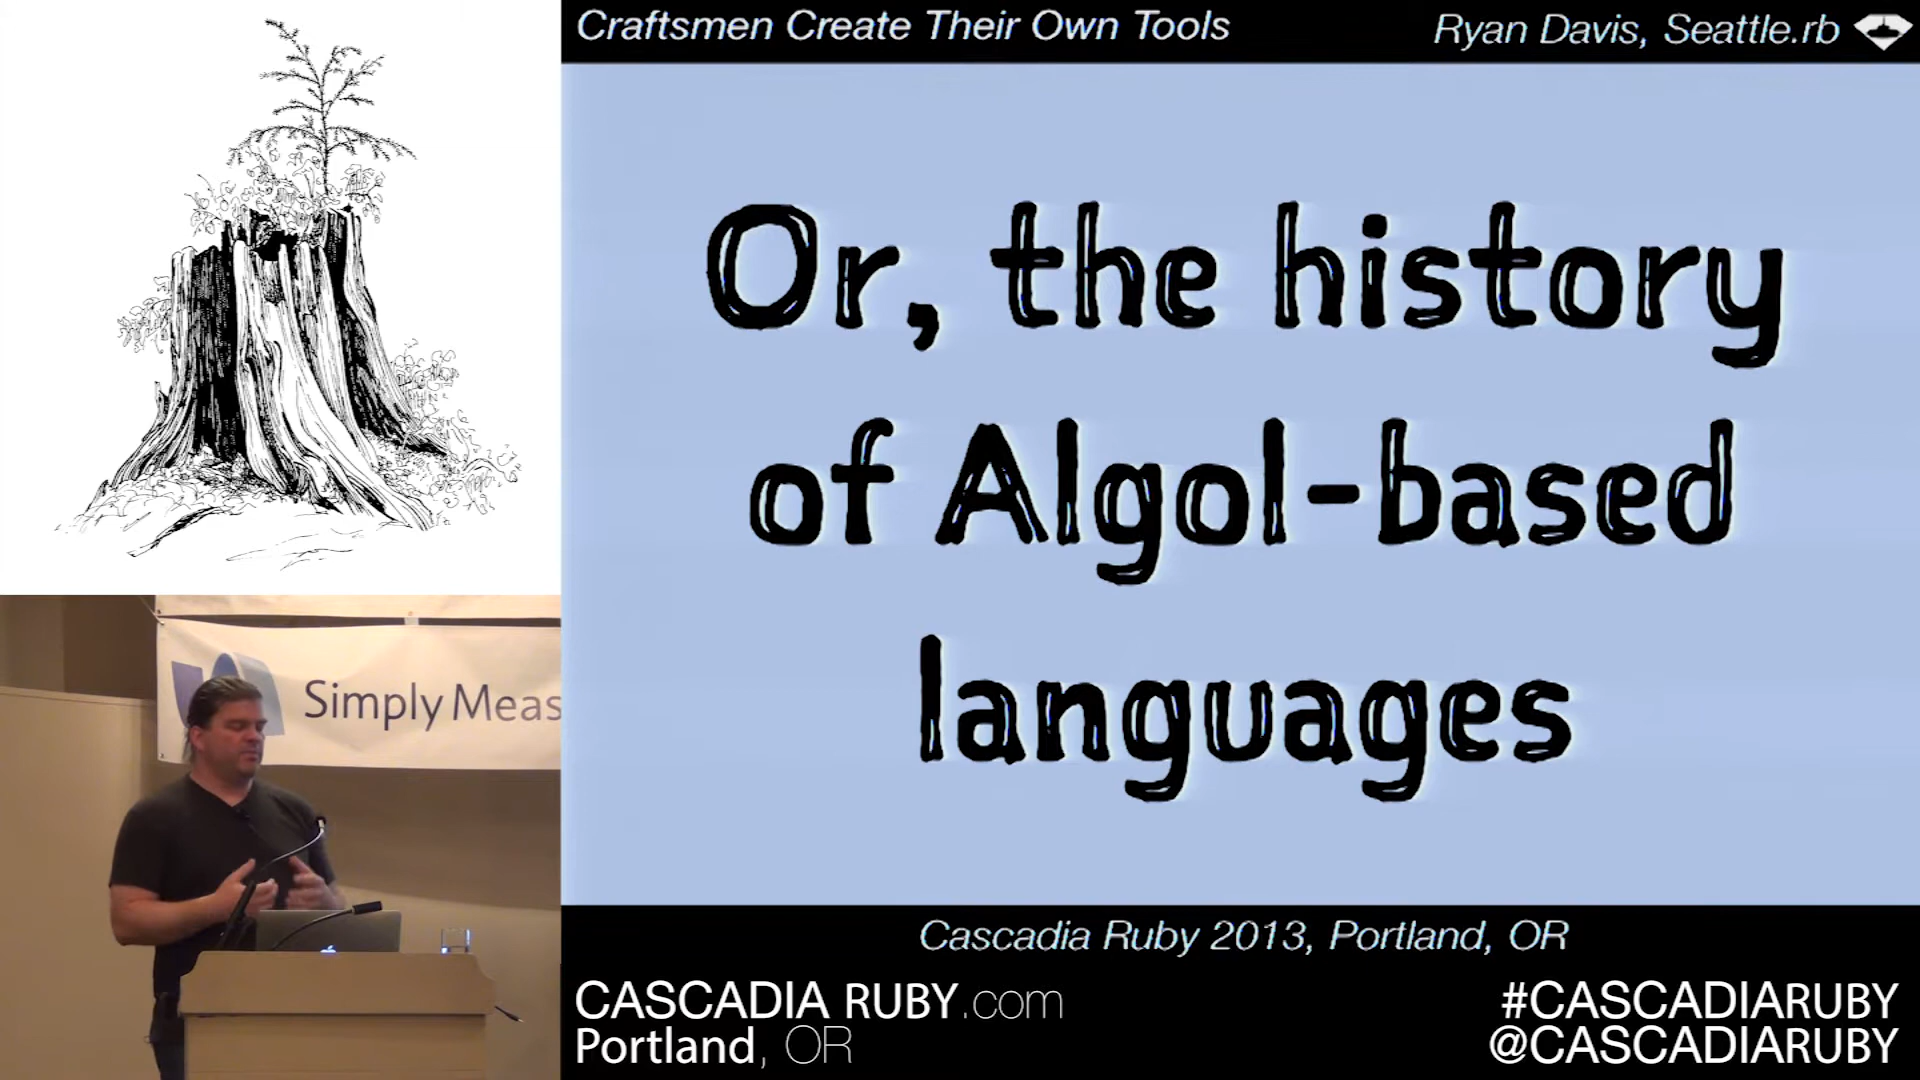 Craftsmen Create Their Own Tools
Ryan Davis, Seattle.rb
Or, the history
of Algol-based
languages
Simply Meas
Cascadia Ruby 2013, Portland, OR
CASCADIA RUBY.com
Portland, OR
#CASCADIARUBY
@CASCADIARUBY